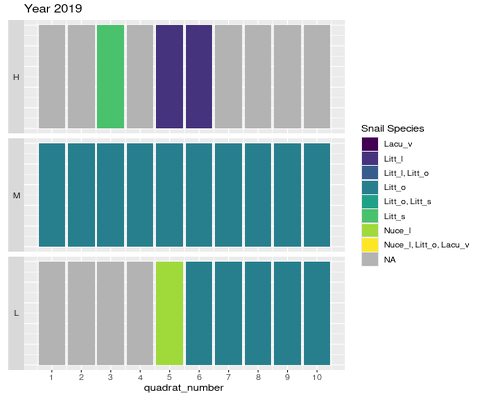 Year 2019
H
M
L
1 2 3 4 5 6 7 8 9 10
quadrat_number
Snail Species
Lacu_v
Litt_l
Litt_l, Litt_o
Litt_o
Litt_o, Litt_s
Litt_s
Nuce_l
Nuce_l, Litt_o, Lacu_v
NA